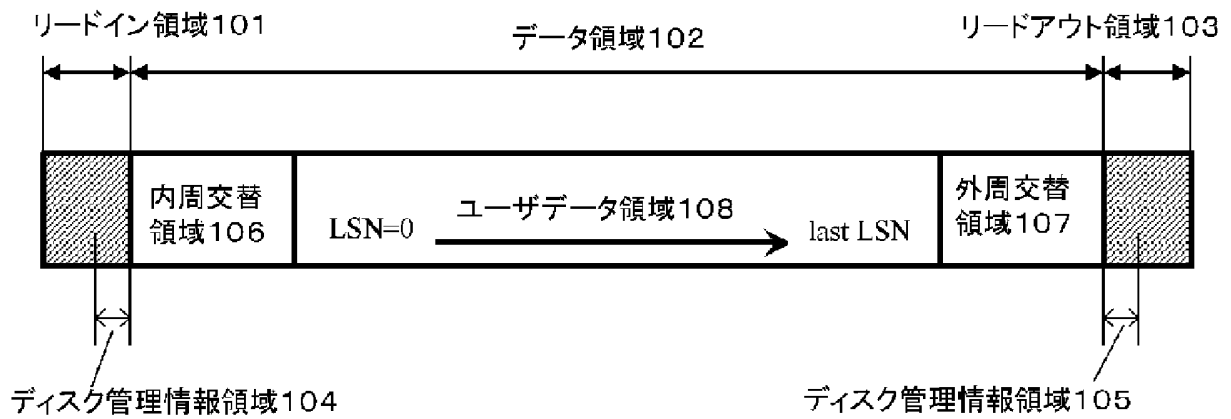 リードイン領域101
データ領域102
リードアウト領域103
内周交替
領域106
LSN=0
ユーザデータ領域108
last LSN
外周交替
領域107
ディスク管理情報領域104
ディスク管理情報領域105